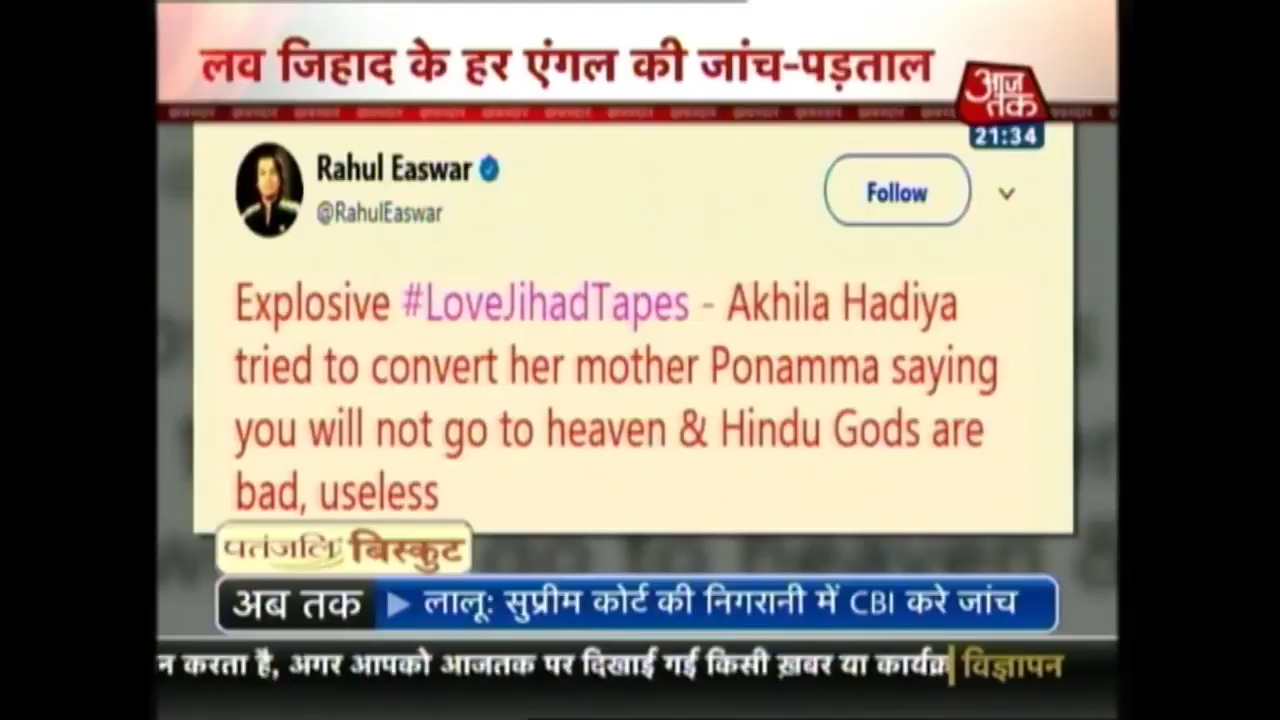 लव जिहाद के हर एंगल की जांच-पड़ताल
आज
तक
21:34
Rahul Easwar
@RahulEaswar
Follow
Explosive #LoveJihadTapes - Akhila Hadiya
tried to convert her mother Ponamma saying
you will not go to heaven & Hindu Gods are
bad, useless
पतंजलि बिस्कुट
अब तक
लालू: सुप्रीम कोर्ट की निगरानी में CBI करे जांच
न करता है, अगर आपको आजतक पर दिखाई गई किसी ख़बर या कार्यक्र
विज्ञापन